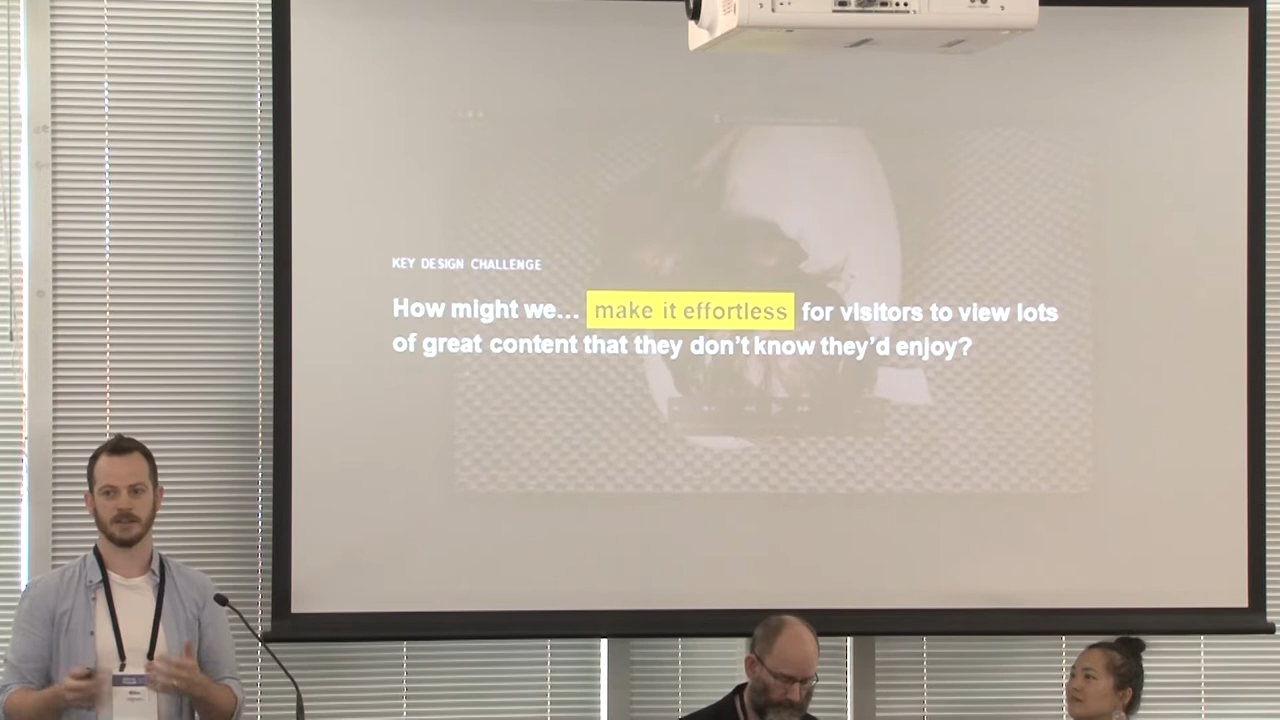 KEY DESIGN CHALLENGE
How might we... make it effortless for visitors to view lots
of great content that they don't know they'd enjoy?